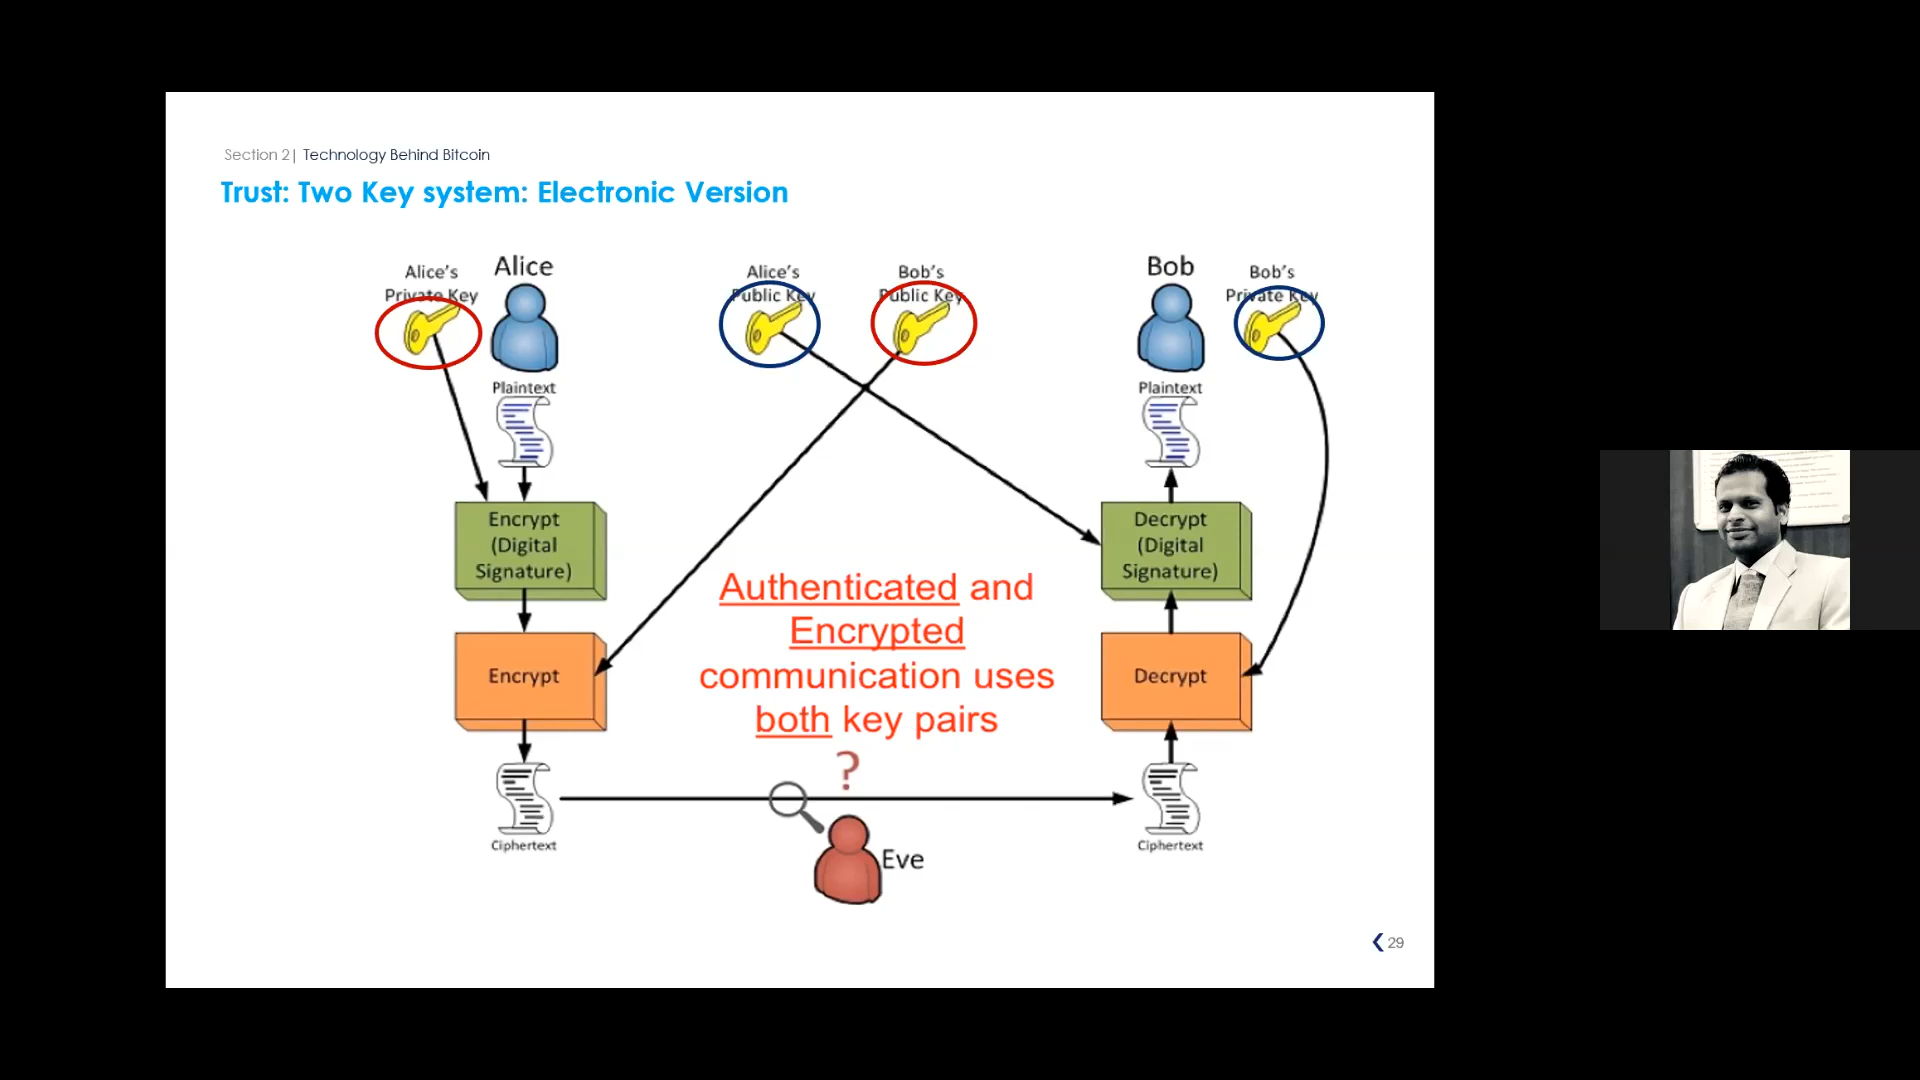 Section 2| Technology Behind Bitcoin
Trust: Two Key system: Electronic Version
Alice's
Private Key
Alice
Alice's
Public Key
Bob's
Public Key
Bob
Bob's
Private Key
Plaintext
Plaintext
Encrypt
(Digital
Signature)
Decrypt
(Digital
Signature)
Authenticated and
Encrypted
communication uses
both key pairs
Encrypt
Decrypt
?
Ciphertext
Ciphertext
Eve
29